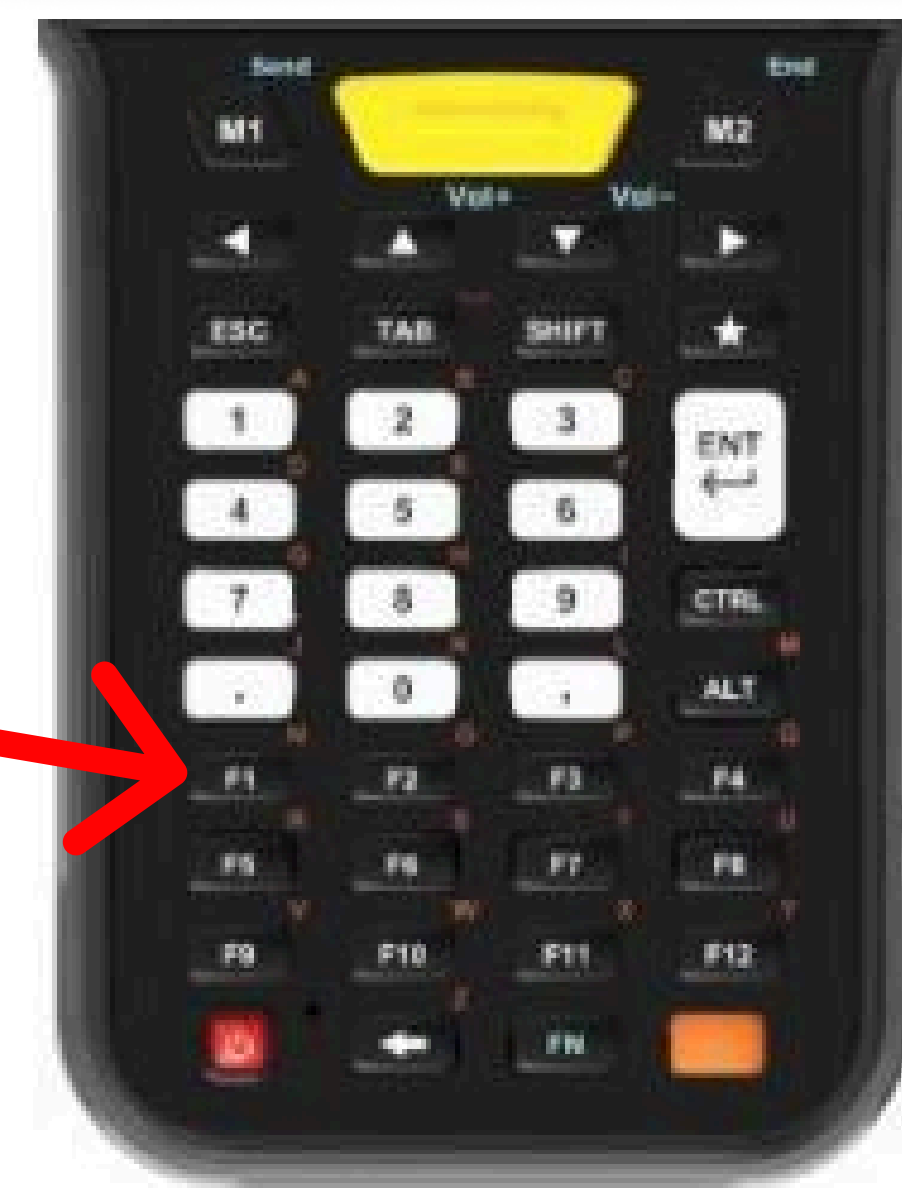 Send End
M1 M2
Vol+ Vol-
ESC TAB SHIFT
A B C
1 2 3 ENT
D E F
4 5 6
G H I
7 8 9 CTRL
J K L M
. 0 , ALT
N O P Q
F1 F2 F3 F4
R S T U
F5 F6 F7 F8
V W X Y
F9 F10 F11 F12
Z
FN